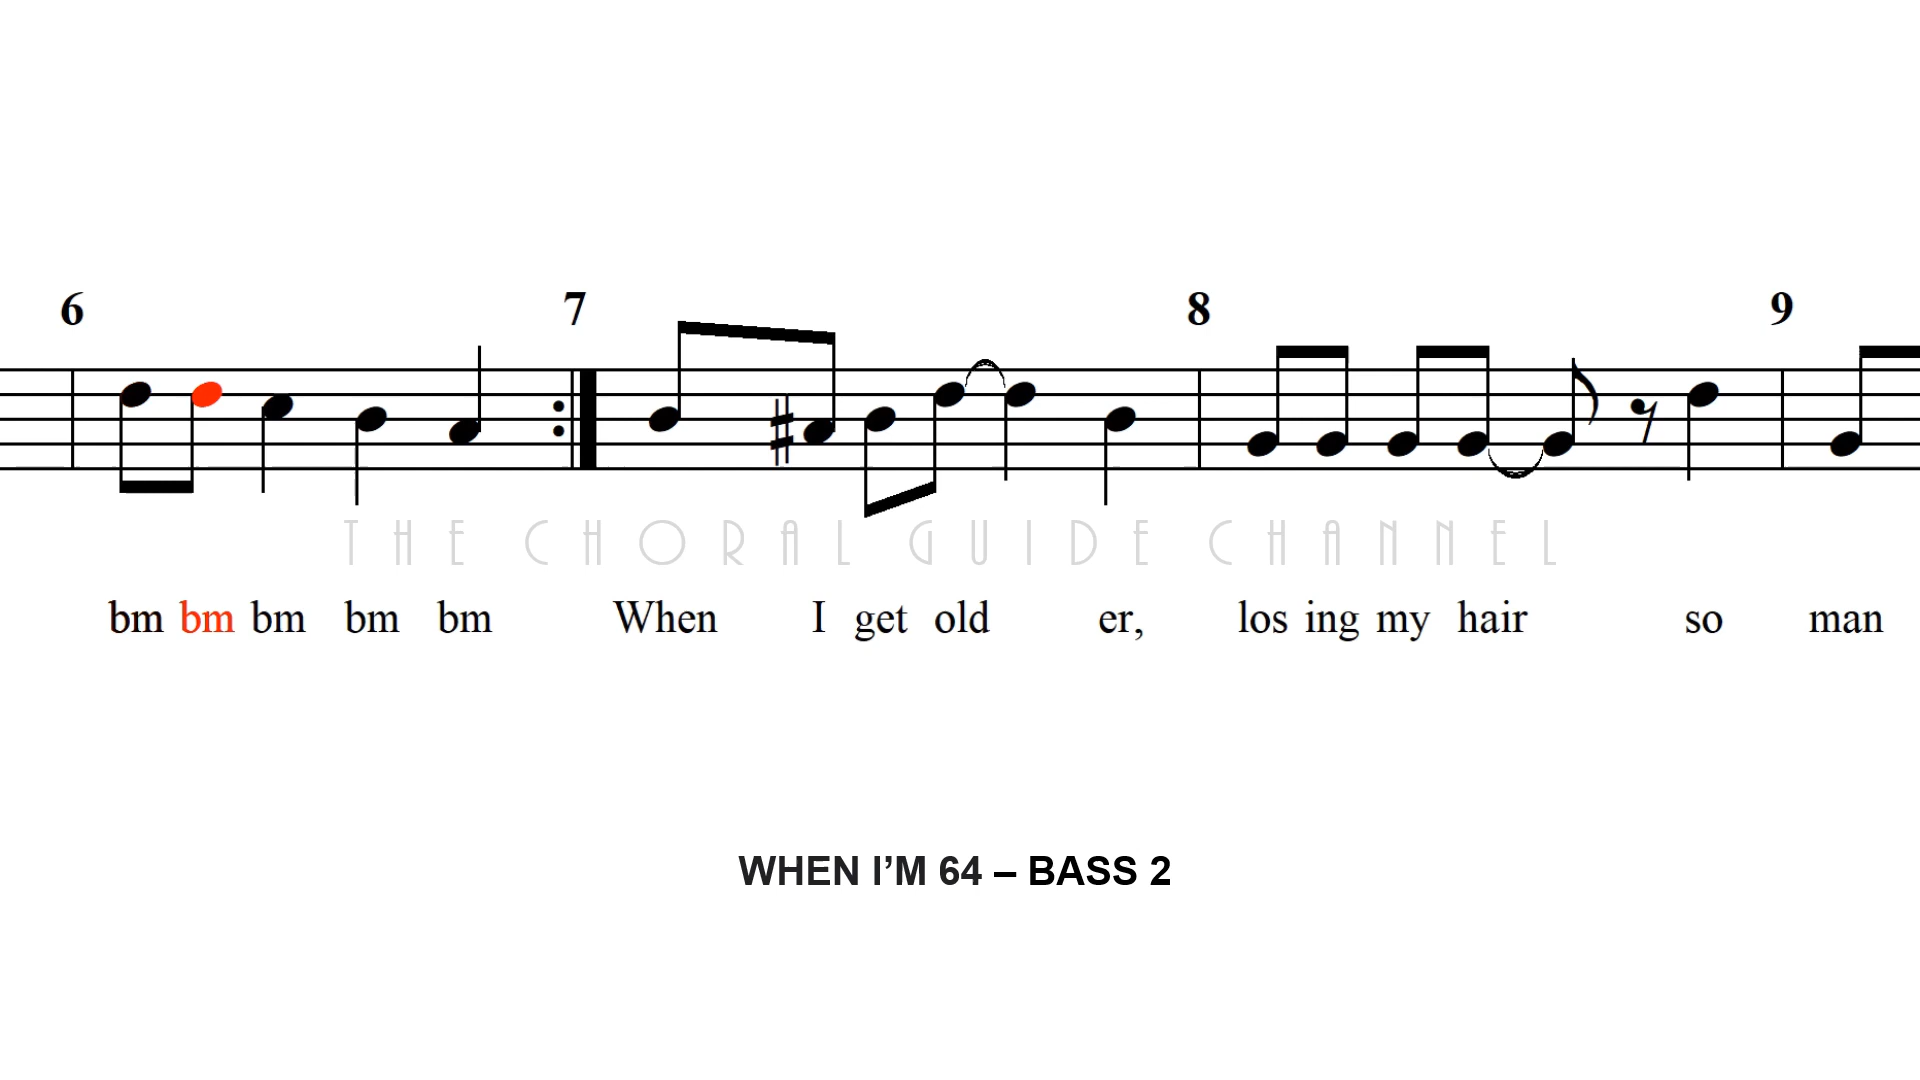 6 7 8 9
THE CHORAL GUIDE CHANNEL
bm bm bm bm bm When I get old er, los ing my hair so man
WHEN I’M 64 – BASS 2